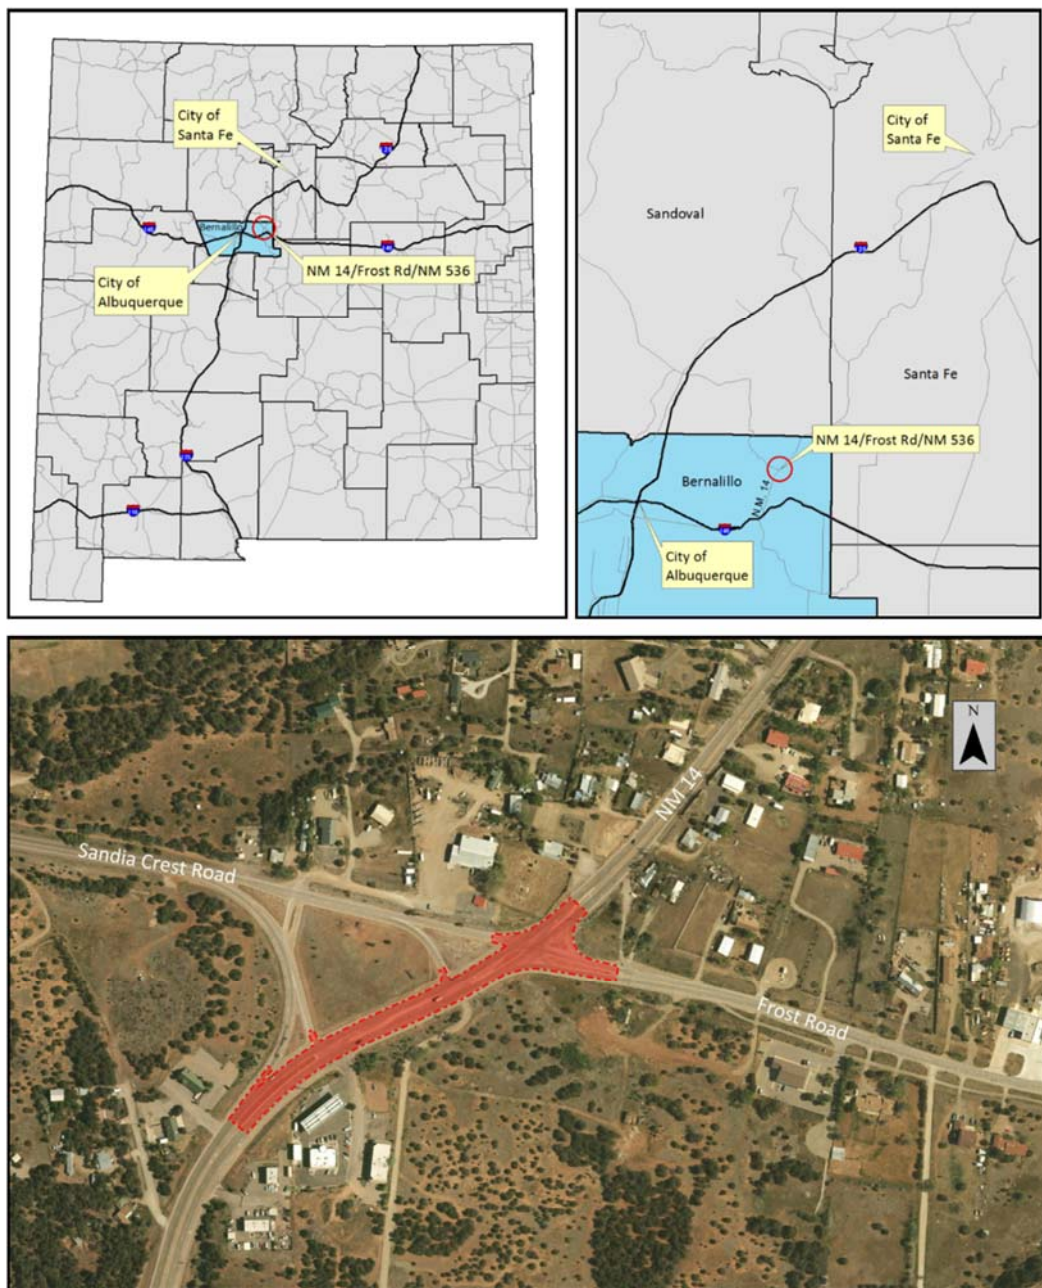 City of
Santa Fe
Bernalillo
NM 14/Frost Rd/NM 536
City of
Albuquerque
City of
Santa Fe
Sandoval
Santa Fe
NM 14/Frost Rd/NM 536
Bernalillo
N.M. 14
City of
Albuquerque
N
NM 14
Sandia Crest Road
Frost Road